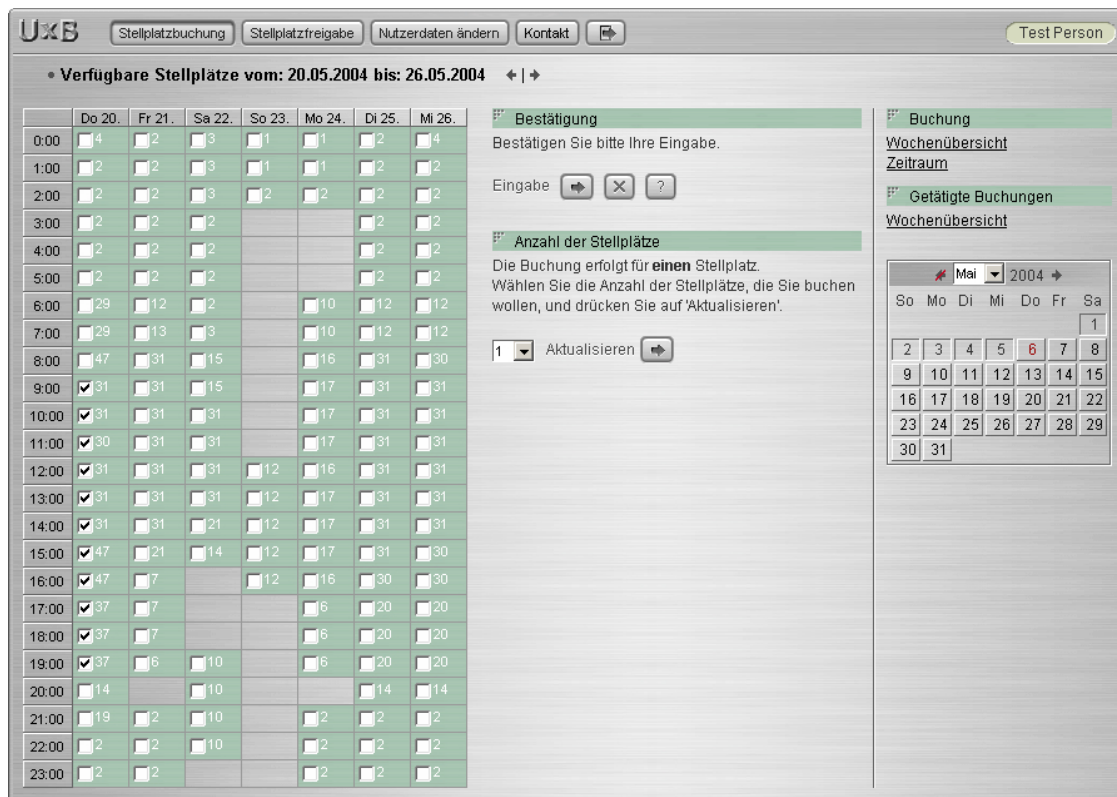 UxB Stellplatzbuchung Stellplatzfreigabe Nutzerdaten ändern Kontakt Test Person
Verfügbare Stellplätze vom: 20.05.2004 bis: 26.05.2004
Do 20. Fr 21. Sa 22. So 23. Mo 24. Di 25. Mi 26.
0:00 4 2 3 1 1 2 4
1:00 2 2 3 1 1 2 2
2:00 2 2 3 2 2 2 2
3:00 2 2 2 2 2
4:00 2 2 2 2 2
5:00 2 2 2 2 2
6:00 29 12 2 10 12 12
7:00 29 13 3 10 12 12
8:00 47 31 15 16 31 30
9:00 31 31 15 17 31 31
10:00 31 31 31 17 31 31
11:00 30 31 31 17 31 31
12:00 31 31 31 12 16 31 31
13:00 31 31 31 12 17 31 31
14:00 31 31 21 12 17 31 31
15:00 47 21 14 12 17 31 30
16:00 47 7 12 16 30 30
17:00 37 7 6 20 20
18:00 37 7 6 20 20
19:00 37 6 10 6 20 20
20:00 14 10 14 14
21:00 19 2 10 2 2 2
22:00 2 2 10 2 2 2
23:00 2 2 2 2 2
Bestätigung
Bestätigen Sie bitte Ihre Eingabe.
Eingabe ?
Anzahl der Stellplätze
Die Buchung erfolgt für einen Stellplatz.
Wählen Sie die Anzahl der Stellplätze, die Sie buchen
wollen, und drücken Sie auf 'Aktualisieren'.
1 Aktualisieren
Buchung
Wochenübersicht
Zeitraum
Getätigte Buchungen
Wochenübersicht
Mai 2004
So Mo Di Mi Do Fr Sa
1
2 3 4 5 6 7 8
9 10 11 12 13 14 15
16 17 18 19 20 21 22
23 24 25 26 27 28 29
30 31